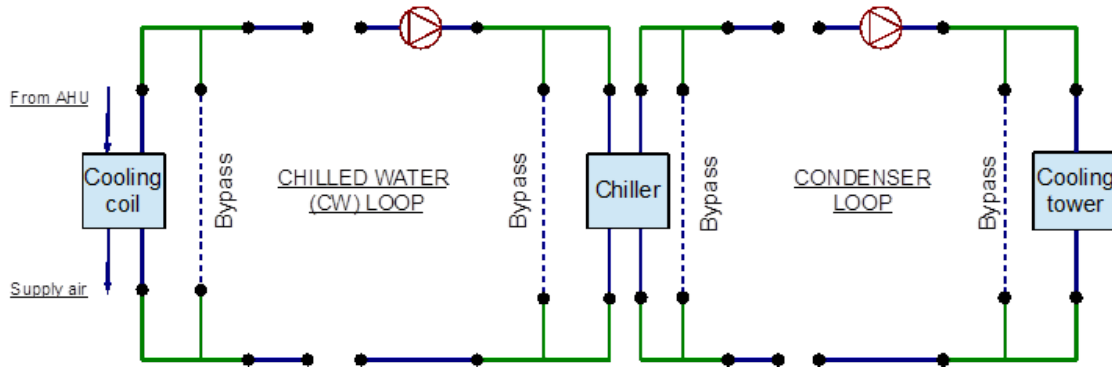 From AHU
Cooling
coil
Supply air
Bypass
CHILLED WATER
(CW) LOOP
Bypass
Chiller
Bypass
CONDENSER
LOOP
Bypass
Cooling
tower